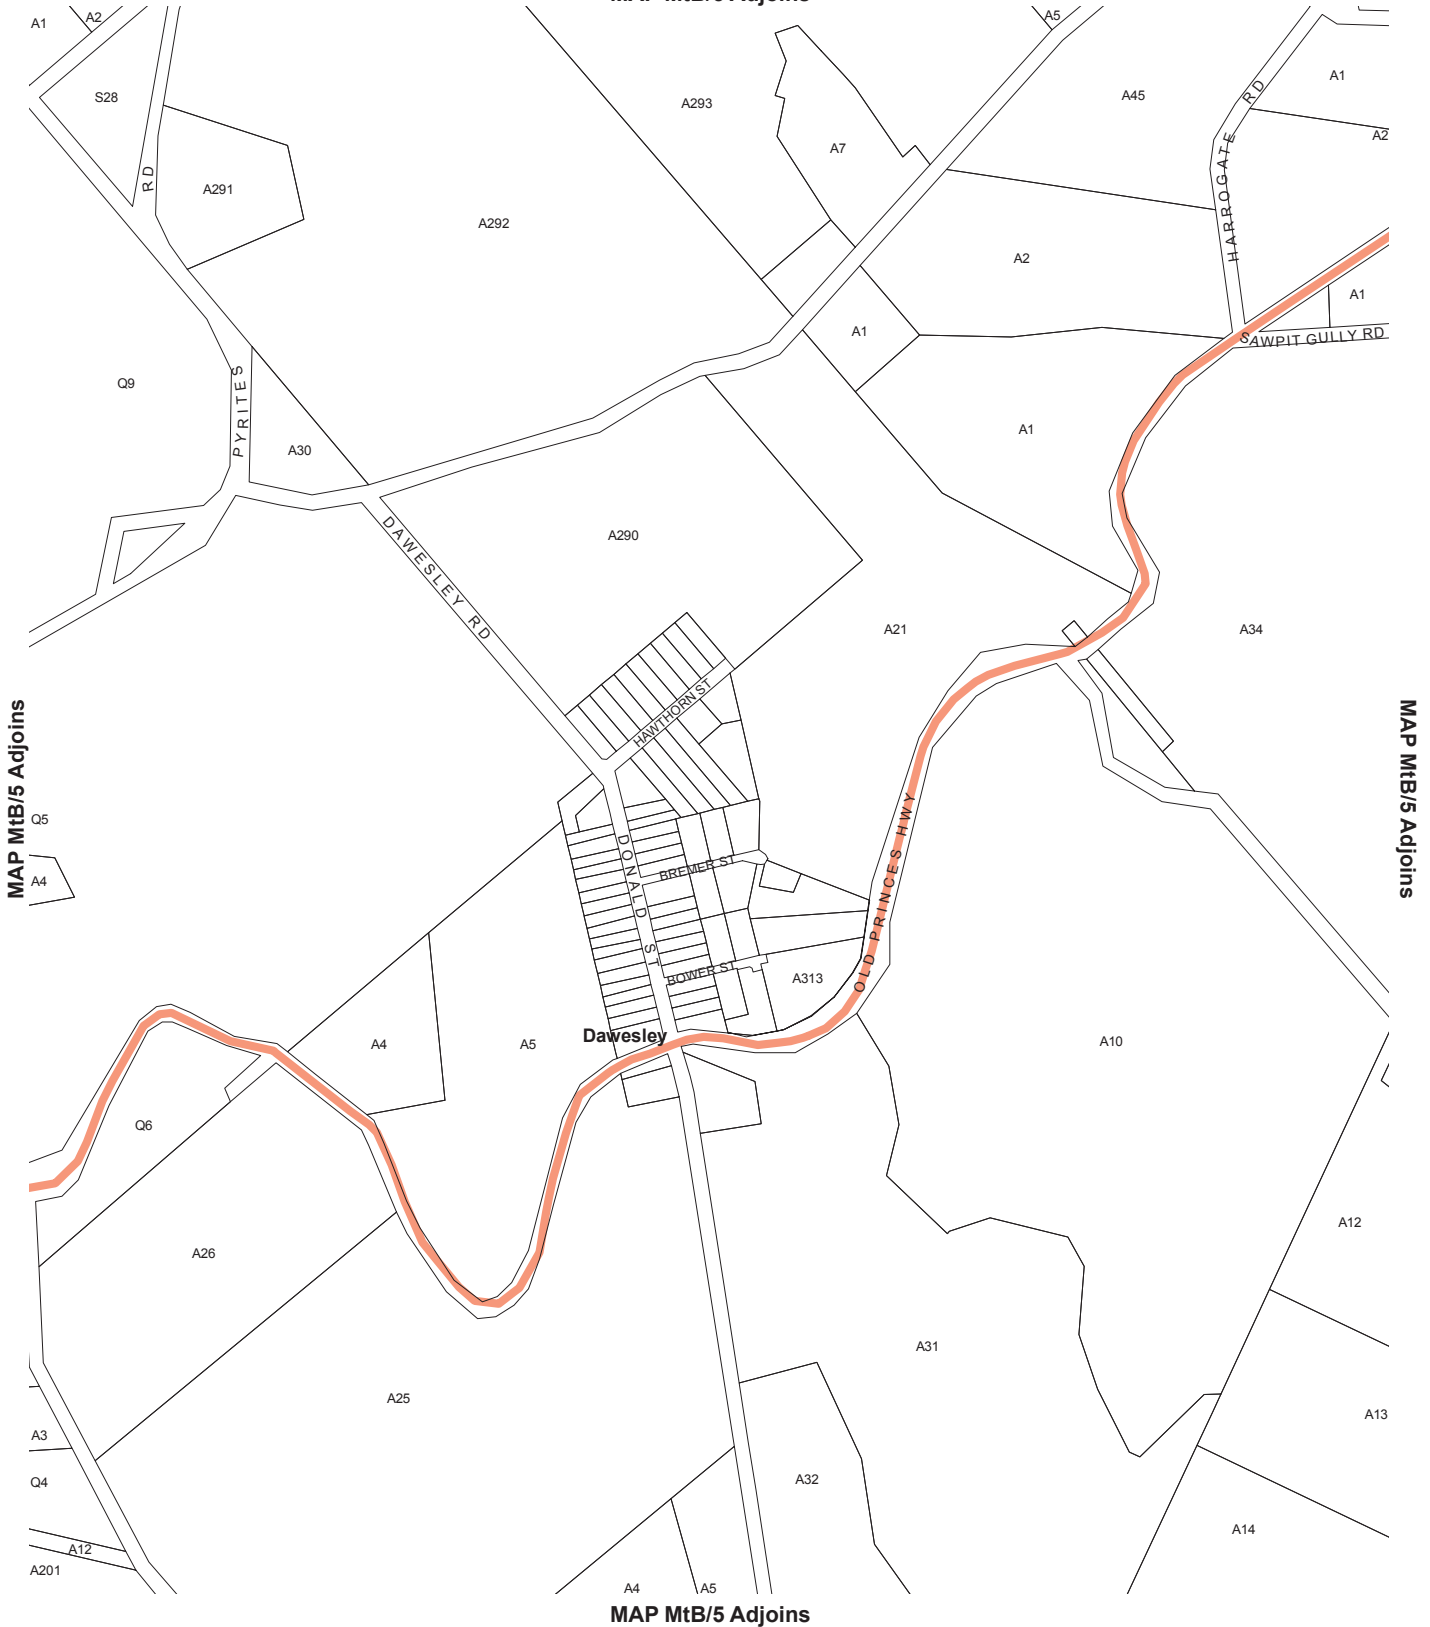 MAP MtB/5 Adjoins
A1
A2
A5
A1
S28
A293
A45
RD
A7
A2
RD
A291
HARROGATE
A292
A2
A1
A1
SAWPIT GULLY RD
Q9
PYRITES
A30
A1
A290
DAWESLEY RD
A21
A34
HAWTHORN ST
MAP MtB/5 Adjoins
MAP MtB/5 Adjoins
Q5
DONALD ST
BREMER ST
OLD PRINCES HWY
A4
BOWER ST
A313
Dawesley
A4
A5
A10
Q6
A12
A26
A31
A25
A13
A3
Q4
A32
A14
A12
A201
A4
A5
MAP MtB/5 Adjoins